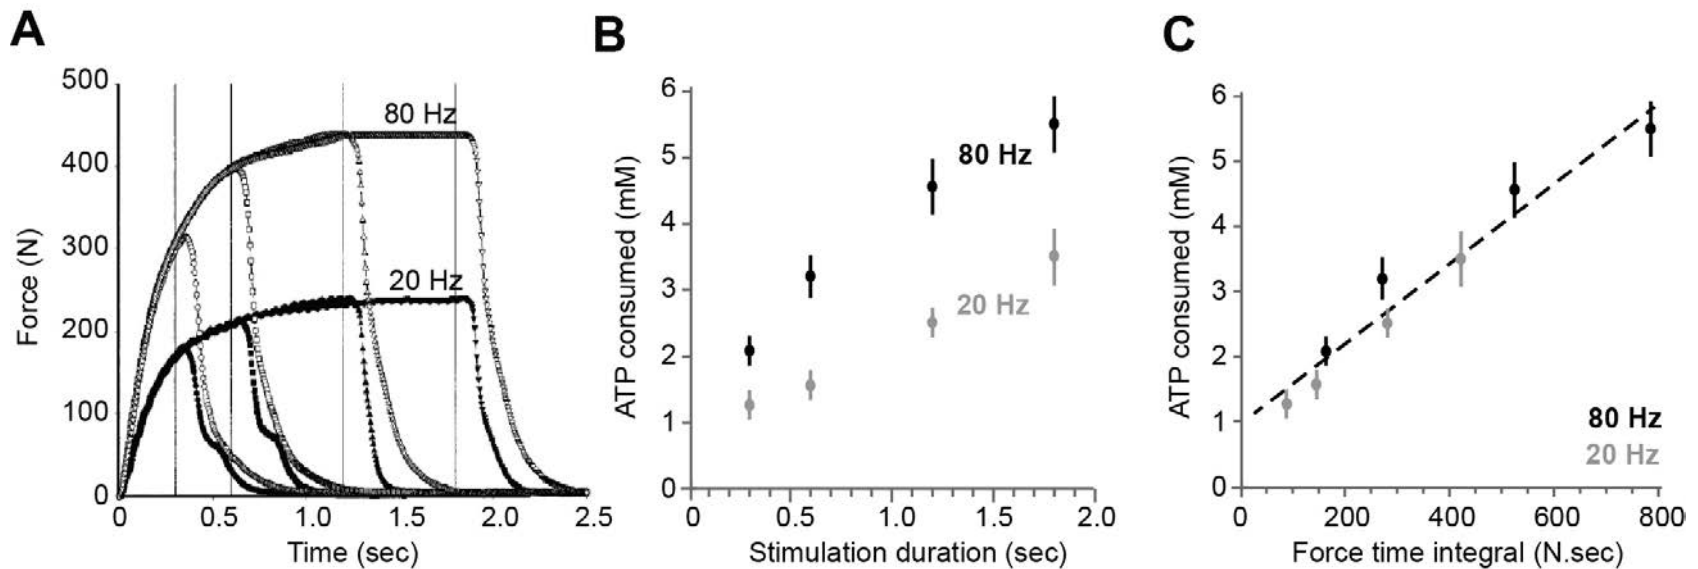 A
500
400
300
200
100
0
Force (N)
80 Hz
20 Hz
0
0.5
1.0
1.5
2.0
2.5
Time (sec)
B
6
5
4
3
2
1
0
ATP consumed (mM)
80 Hz
20 Hz
0
0.5
1.0
1.5
2.0
Stimulation duration (sec)
C
6
5
4
3
2
1
0
ATP consumed (mM)
80 Hz
20 Hz
0
200
400
600
800
Force time integral (N.sec)